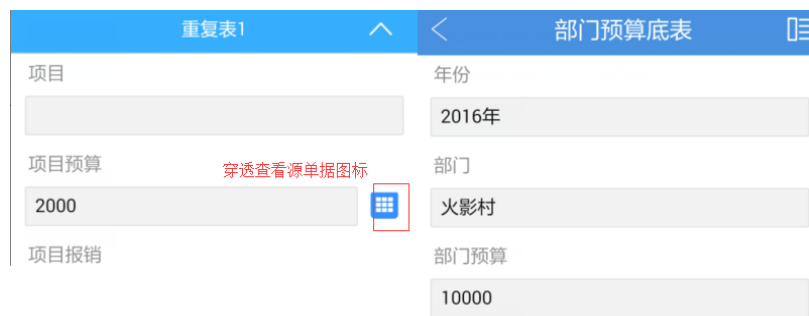 重复表1
项目
项目预算
穿透查看源单据图标
2000
项目报销
部门预算底表
年份
2016年
部门
火影村
部门预算
10000